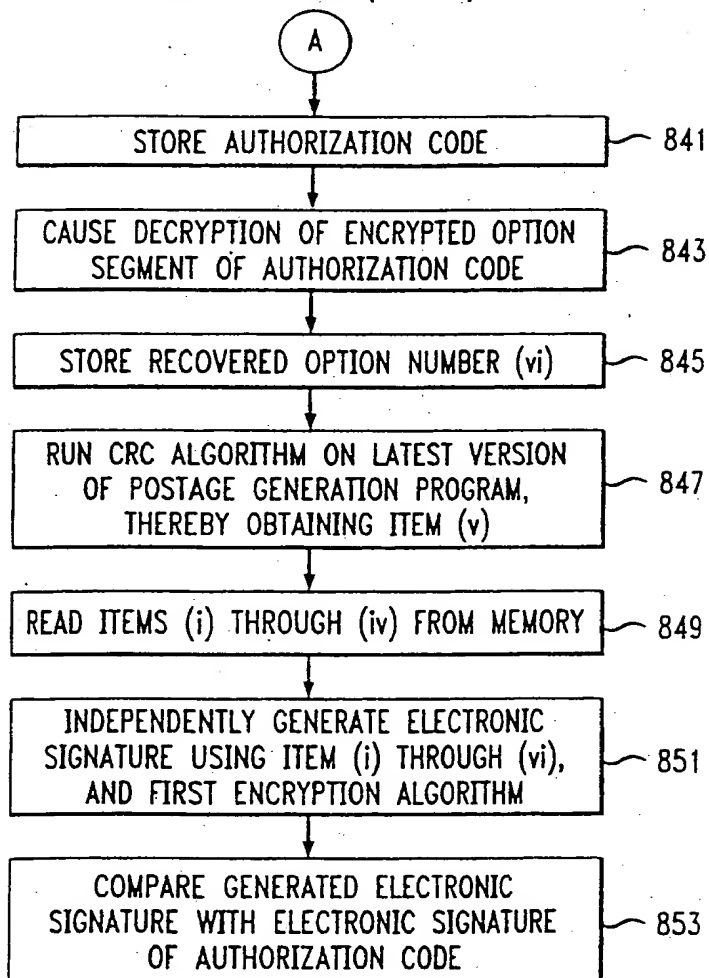 A
STORE AUTHORIZATION CODE
841
CAUSE DECRYPTION OF ENCRYPTED OPTION
SEGMENT OF AUTHORIZATION CODE
843
STORE RECOVERED OPTION NUMBER (vi)
845
RUN CRC ALGORITHM ON LATEST VERSION
OF POSTAGE GENERATION PROGRAM,
THEREBY OBTAINING ITEM (v)
847
READ ITEMS (i) THROUGH (iv) FROM MEMORY
849
INDEPENDENTLY GENERATE ELECTRONIC
SIGNATURE USING ITEM (i) THROUGH (vi),
AND FIRST ENCRYPTION ALGORITHM
851
COMPARE GENERATED ELECTRONIC
SIGNATURE WITH ELECTRONIC SIGNATURE
OF AUTHORIZATION CODE
853